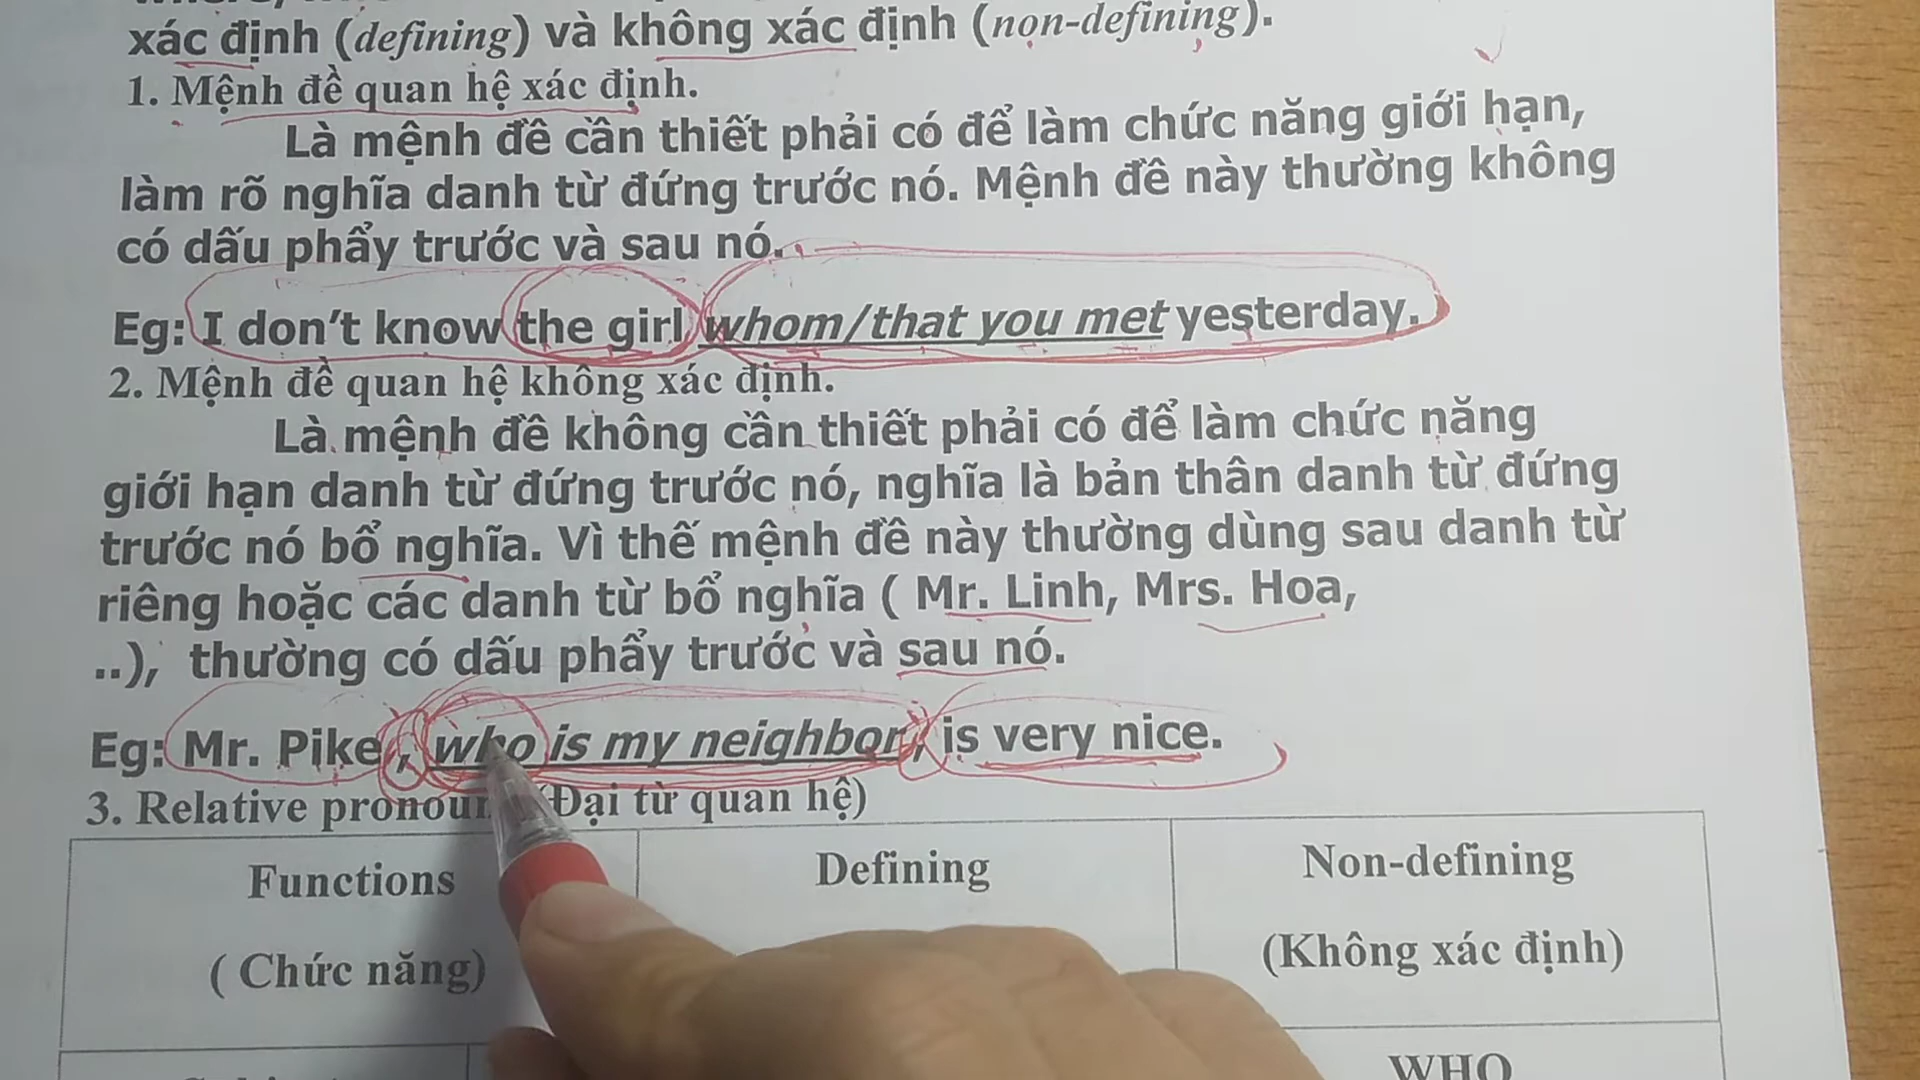 xác định (defining) và không xác định (non-defining).
1. Mệnh đề quan hệ xác định.
Là mệnh đề cần thiết phải có để làm chức năng giới hạn,
làm rõ nghĩa danh từ đứng trước nó. Mệnh đề này thường không
có dấu phẩy trước và sau nó.
Eg: I don't know the girl whom/that you met yesterday.
2. Mệnh đề quan hệ không xác định.
Là mệnh đề không cần thiết phải có để làm chức năng
giới hạn danh từ đứng trước nó, nghĩa là bản thân danh từ đứng
trước nó bổ nghĩa. Vì thế mệnh đề này thường dùng sau danh từ
riêng hoặc các danh từ bổ nghĩa ( Mr. Linh, Mrs. Hoa,
..), thường có dấu phẩy trước và sau nó.
Eg: Mr. Pike, who is my neighbor, is very nice.
3. Relative (Đại từ quan hệ)
Functions
( Chức năng)
Defining
Non-defining
(Không xác định)
WHO